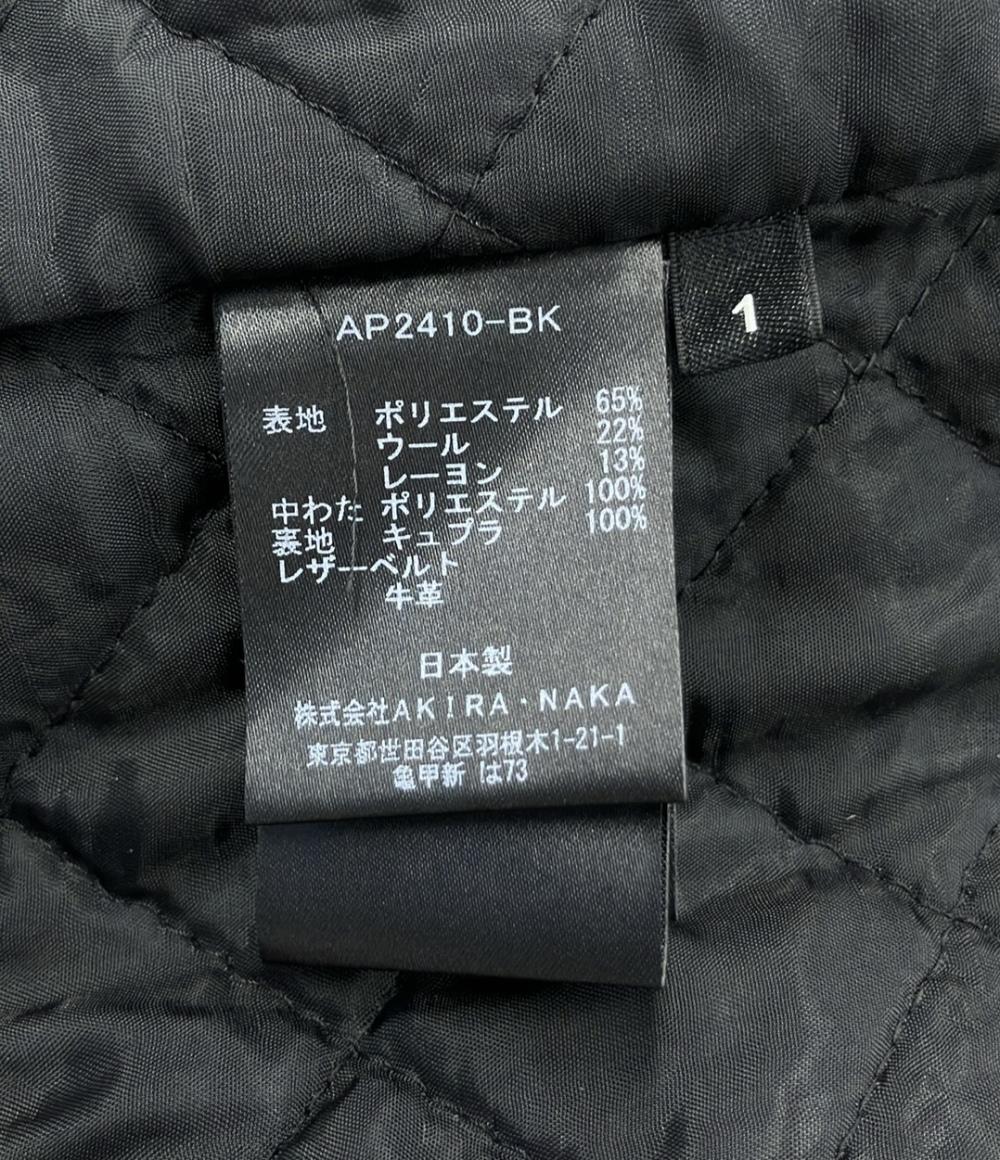 AP2410-BK
1
表地 ポリエステル 65%
ウール 22%
レーヨン 13%
中わた ポリエステル 100%
裏地 キュプラ 100%
レザーベルト
牛革
日本製
株式会社AKIRA・NAKA
東京都世田谷区羽根木1-21-1
亀甲新 は73